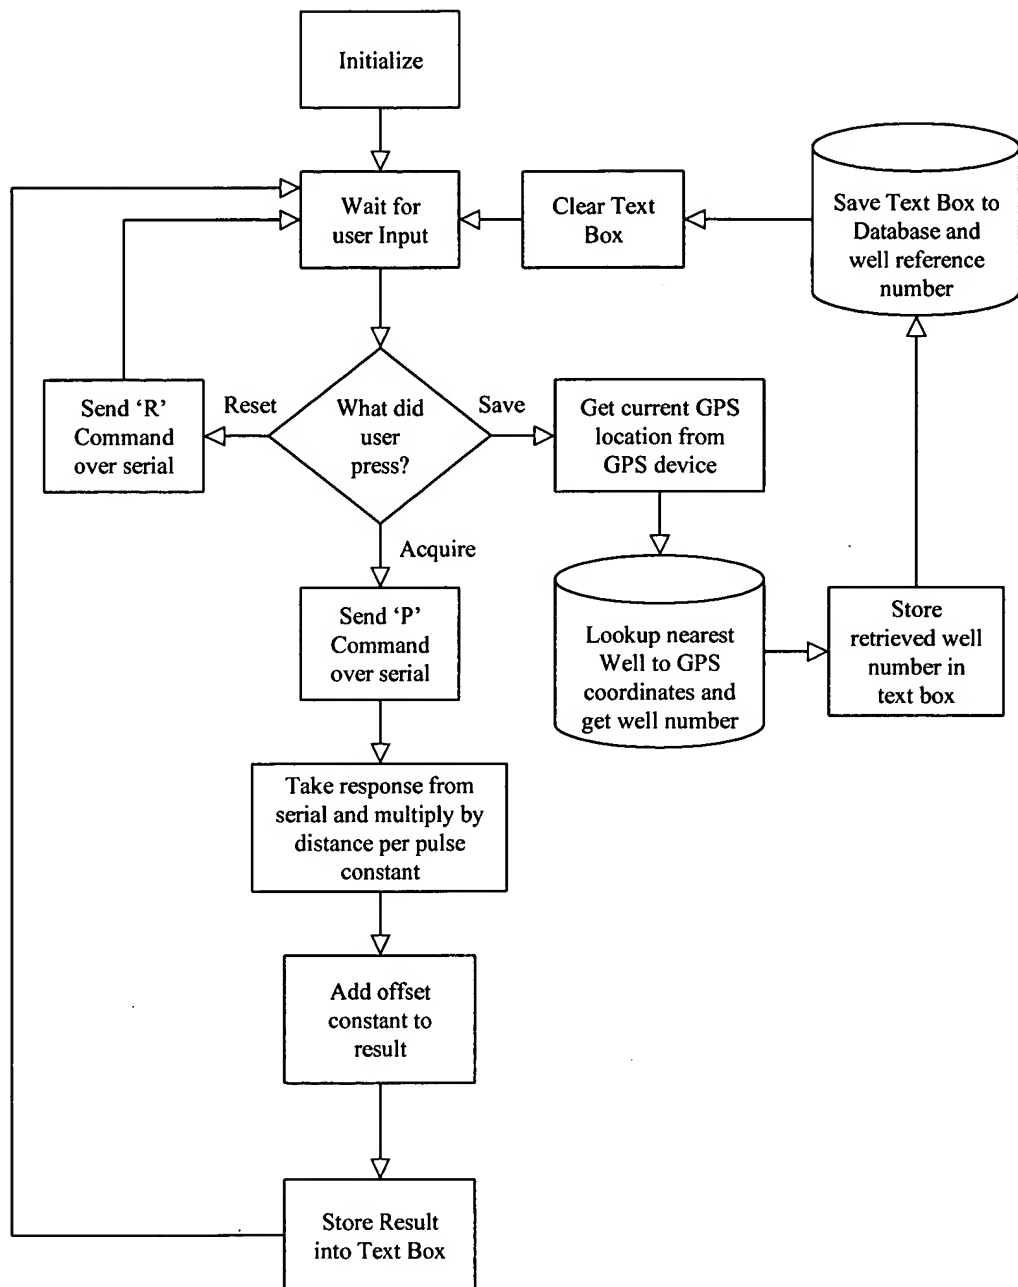 Initialize
Wait for
user Input
Clear Text
Box
Save Text Box to
Database and
well reference
number
Send ‘R’
Command
over serial
Reset
What did
user
press?
Save
Get current GPS
location from
GPS device
Acquire
Send ‘P’
Command
over serial
Lookup nearest
Well to GPS
coordinates and
get well number
Store
retrieved well
number in
text box
Take response from
serial and multiply by
distance per pulse
constant
Add offset
constant to
result
Store Result
into Text Box